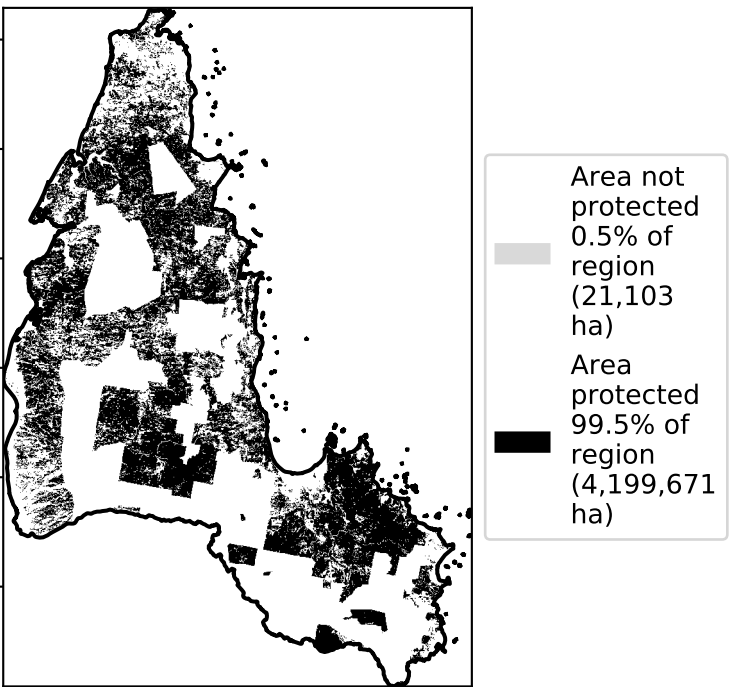 Area not
protected
0.5% of
region
(21,103
ha)
Area
protected
99.5% of
region
(4,199,671
ha)